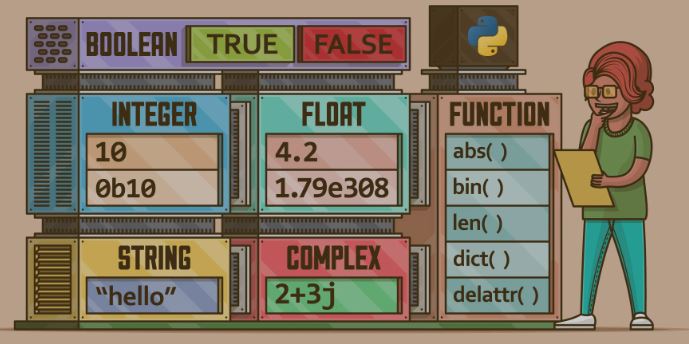 BOOLEAN TRUE FALSE
INTEGER
10
0b10
FLOAT
4.2
1.79e308
FUNCTION
abs( )
bin( )
len( )
dict( )
delattr( )
STRING
“hello”
COMPLEX
2+3j